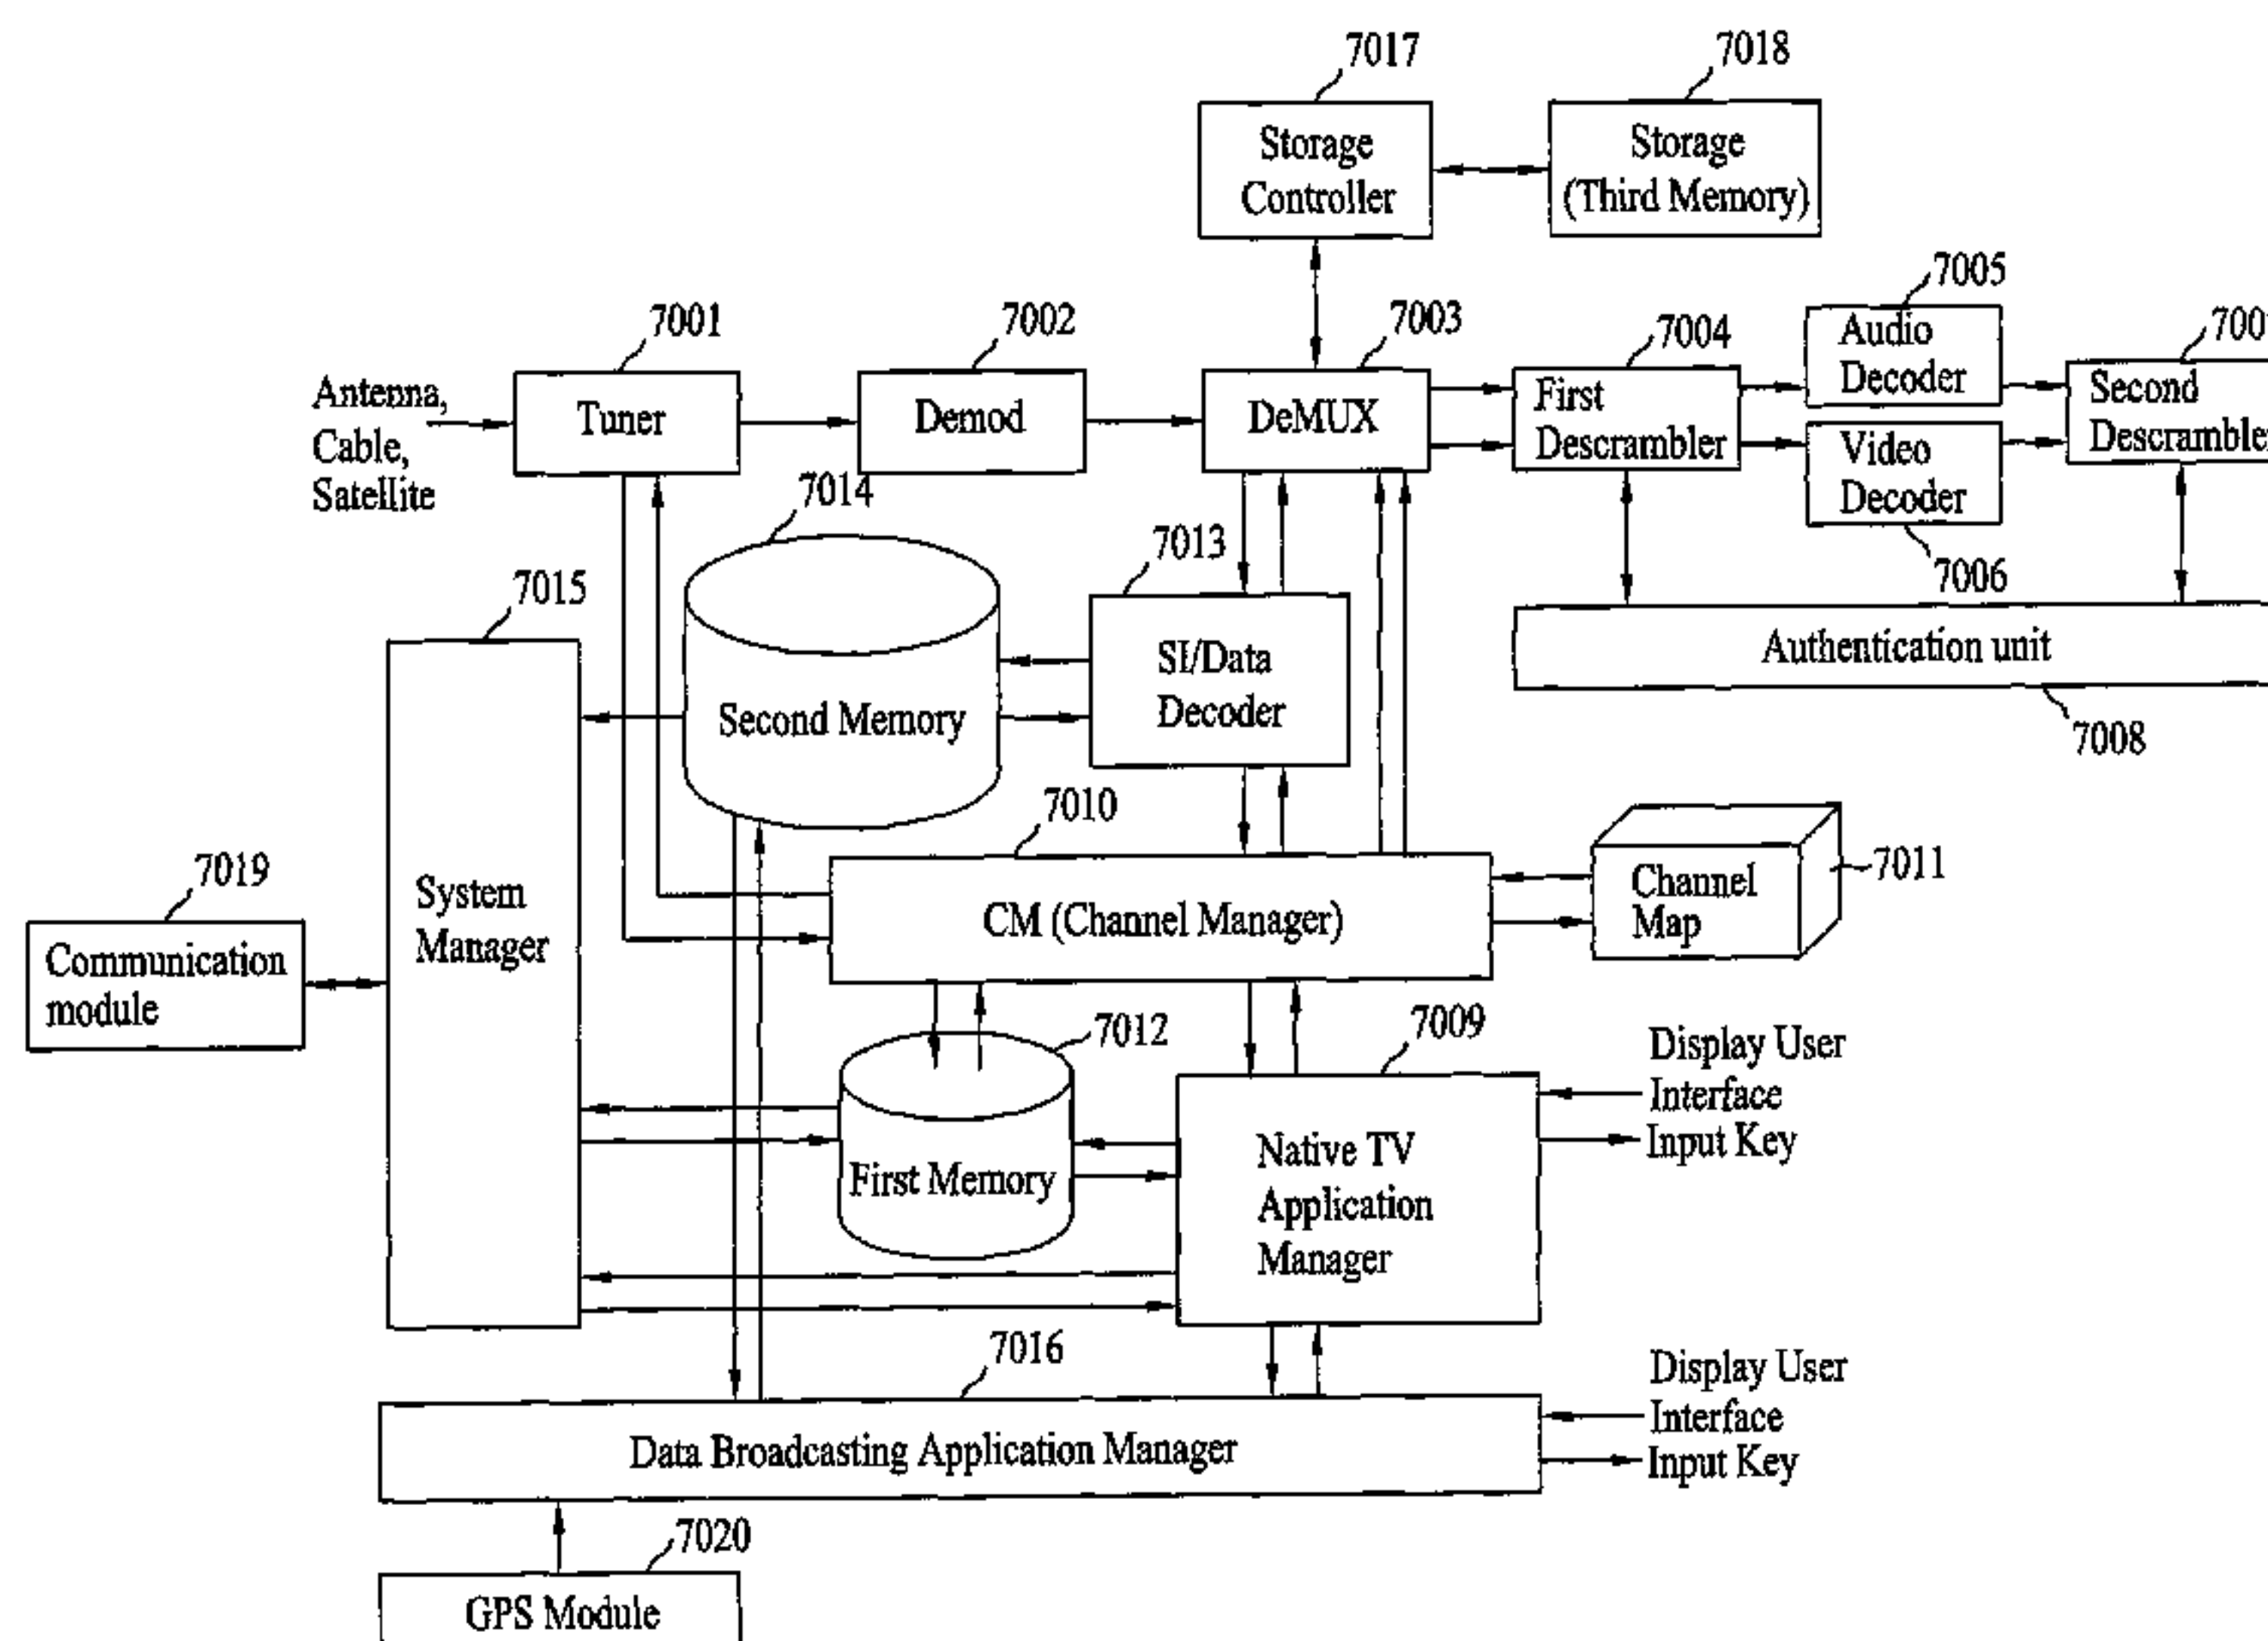 7017
7018
Storage
Controller
Storage
(Third Memory)
7001
7002
7003
7004
7005
Antenna,
Cable,
Satellite
Tuner
Demod
DeMUX
First
Descrambler
Audio
Decoder
Video
Decoder
7006
Second
7014
7013
7015
Second Memory
SI/Data
Decoder
Authentication unit
7008
7010
7019
System
Manager
Communication
module
CM (Channel Manager)
Channel
Map
7011
7012
7009
First Memory
Native TV
Application
Manager
Display User
Interface
Input Key
7016
Data Broadcasting Application Manager
Display User
Interface
Input Key
7020
GPS Module